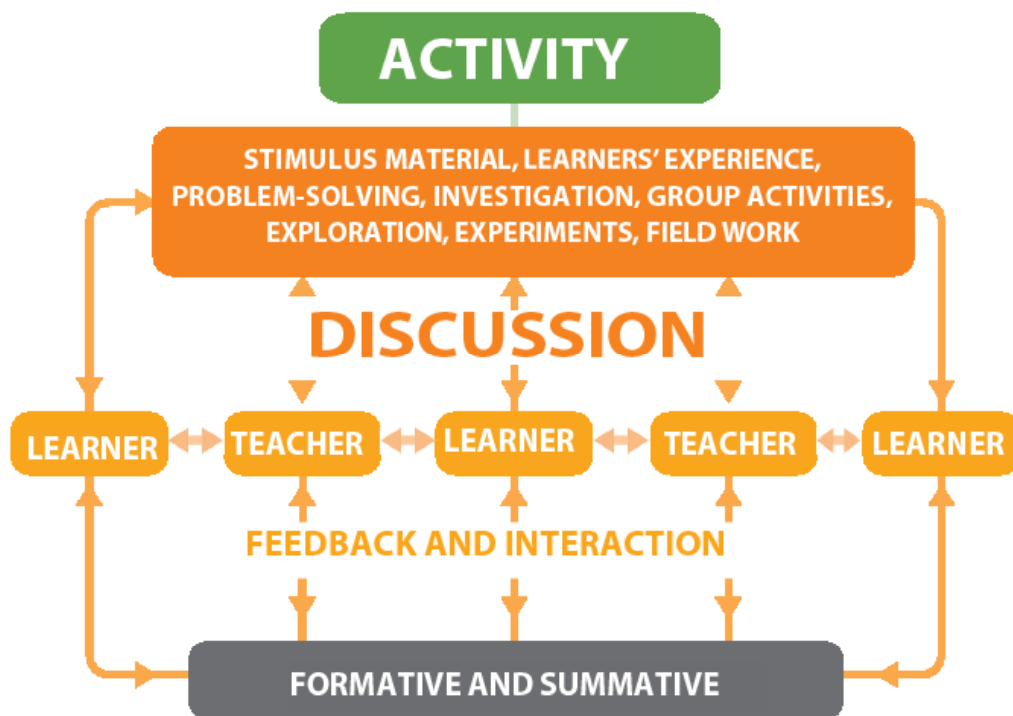 ACTIVITY
STIMULUS MATERIAL, LEARNERS’ EXPERIENCE,
PROBLEM-SOLVING, INVESTIGATION, GROUP ACTIVITIES,
EXPLORATION, EXPERIMENTS, FIELD WORK
DISCUSSION
LEARNER
TEACHER
LEARNER
TEACHER
LEARNER
FEEDBACK AND INTERACTION
FORMATIVE AND SUMMATIVE